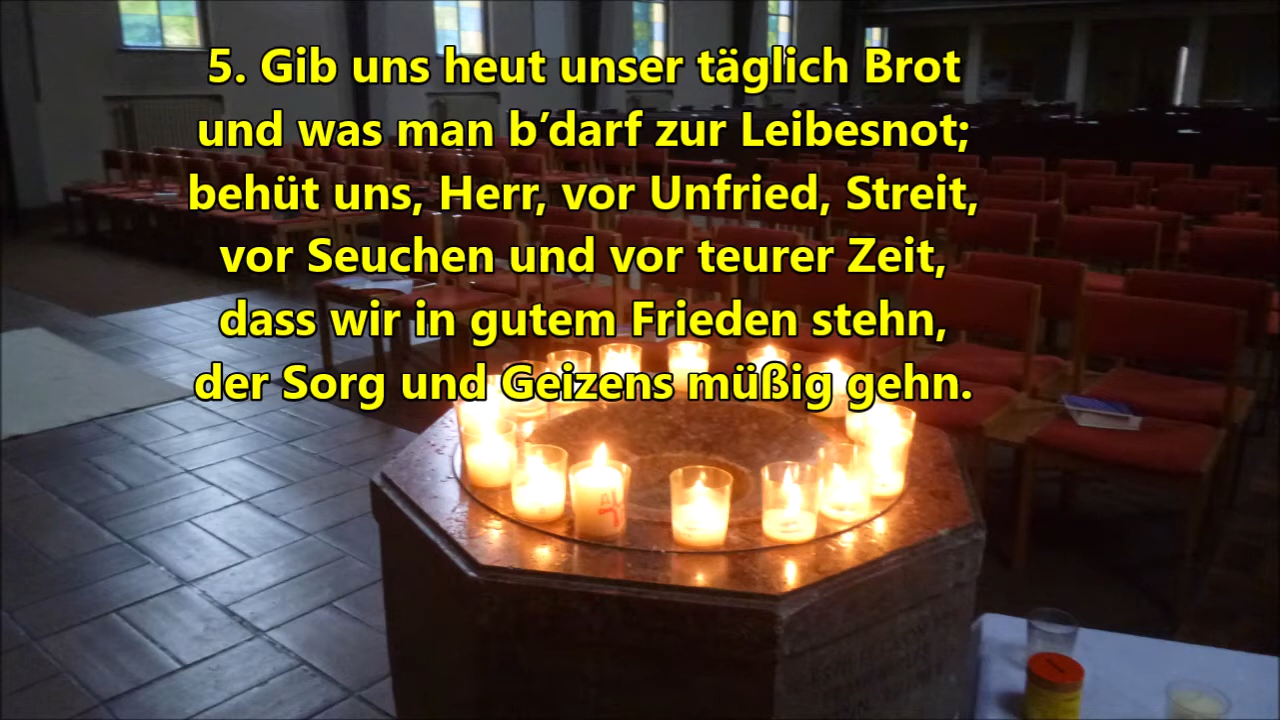 5. Gib uns heut unser täglich Brot
und was man b’darf zur Leibesnot;
behüt uns, Herr, vor Unfried, Streit,
vor Seuchen und vor teurer Zeit,
dass wir in gutem Frieden stehn,
der Sorg und Geizens müßig gehn.